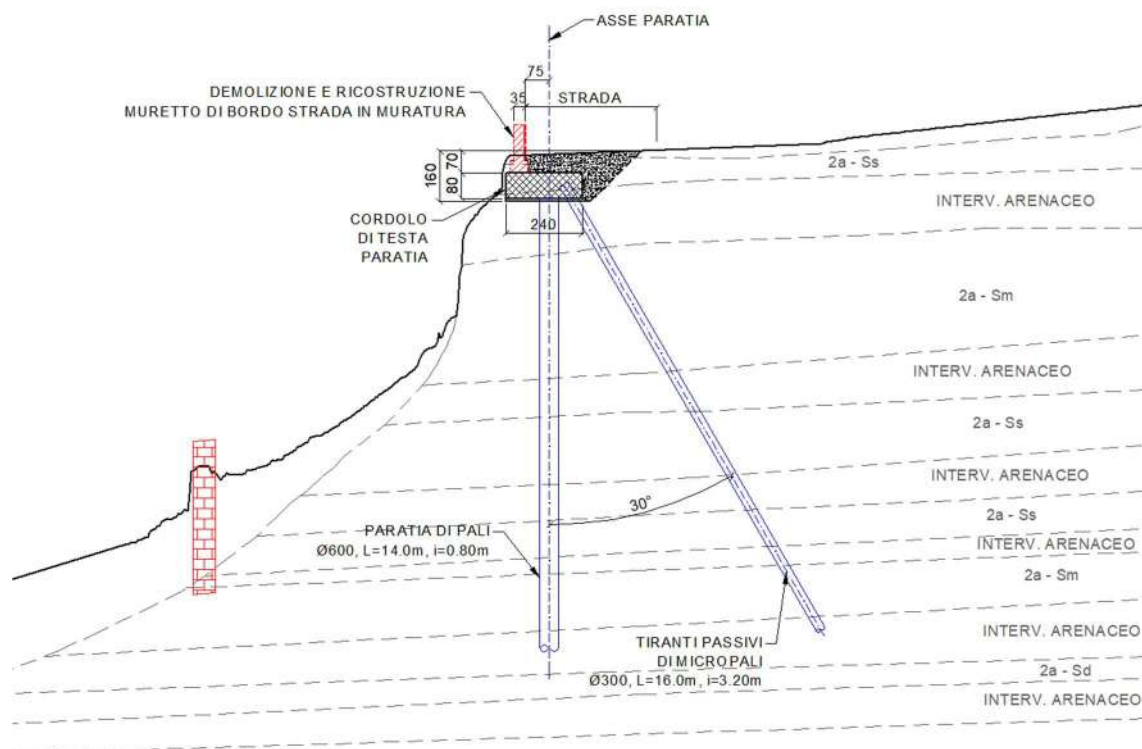 ASSE PARATIA
75
DEMOLIZIONE E RICOSTRUZIONE
MURETTO DI BORDO STRADA IN MURATURA
35
STRADA
160
70
80
2a - Ss
INTERV. ARENACEO
CORDOLO
DI TESTA
PARATIA
240
2a - Sm
INTERV. ARENACEO
2a - Ss
INTERV. ARENACEO
30°
2a - Ss
PARATIA DI PALI
Ø600, L=14.0m, i=0.80m
INTERV. ARENACEO
2a - Sm
TIRANTI PASSIVI
DI MICROPALI
Ø300, L=16.0m, i=3.20m
INTERV. ARENACEO
2a - Sd
INTERV. ARENACEO